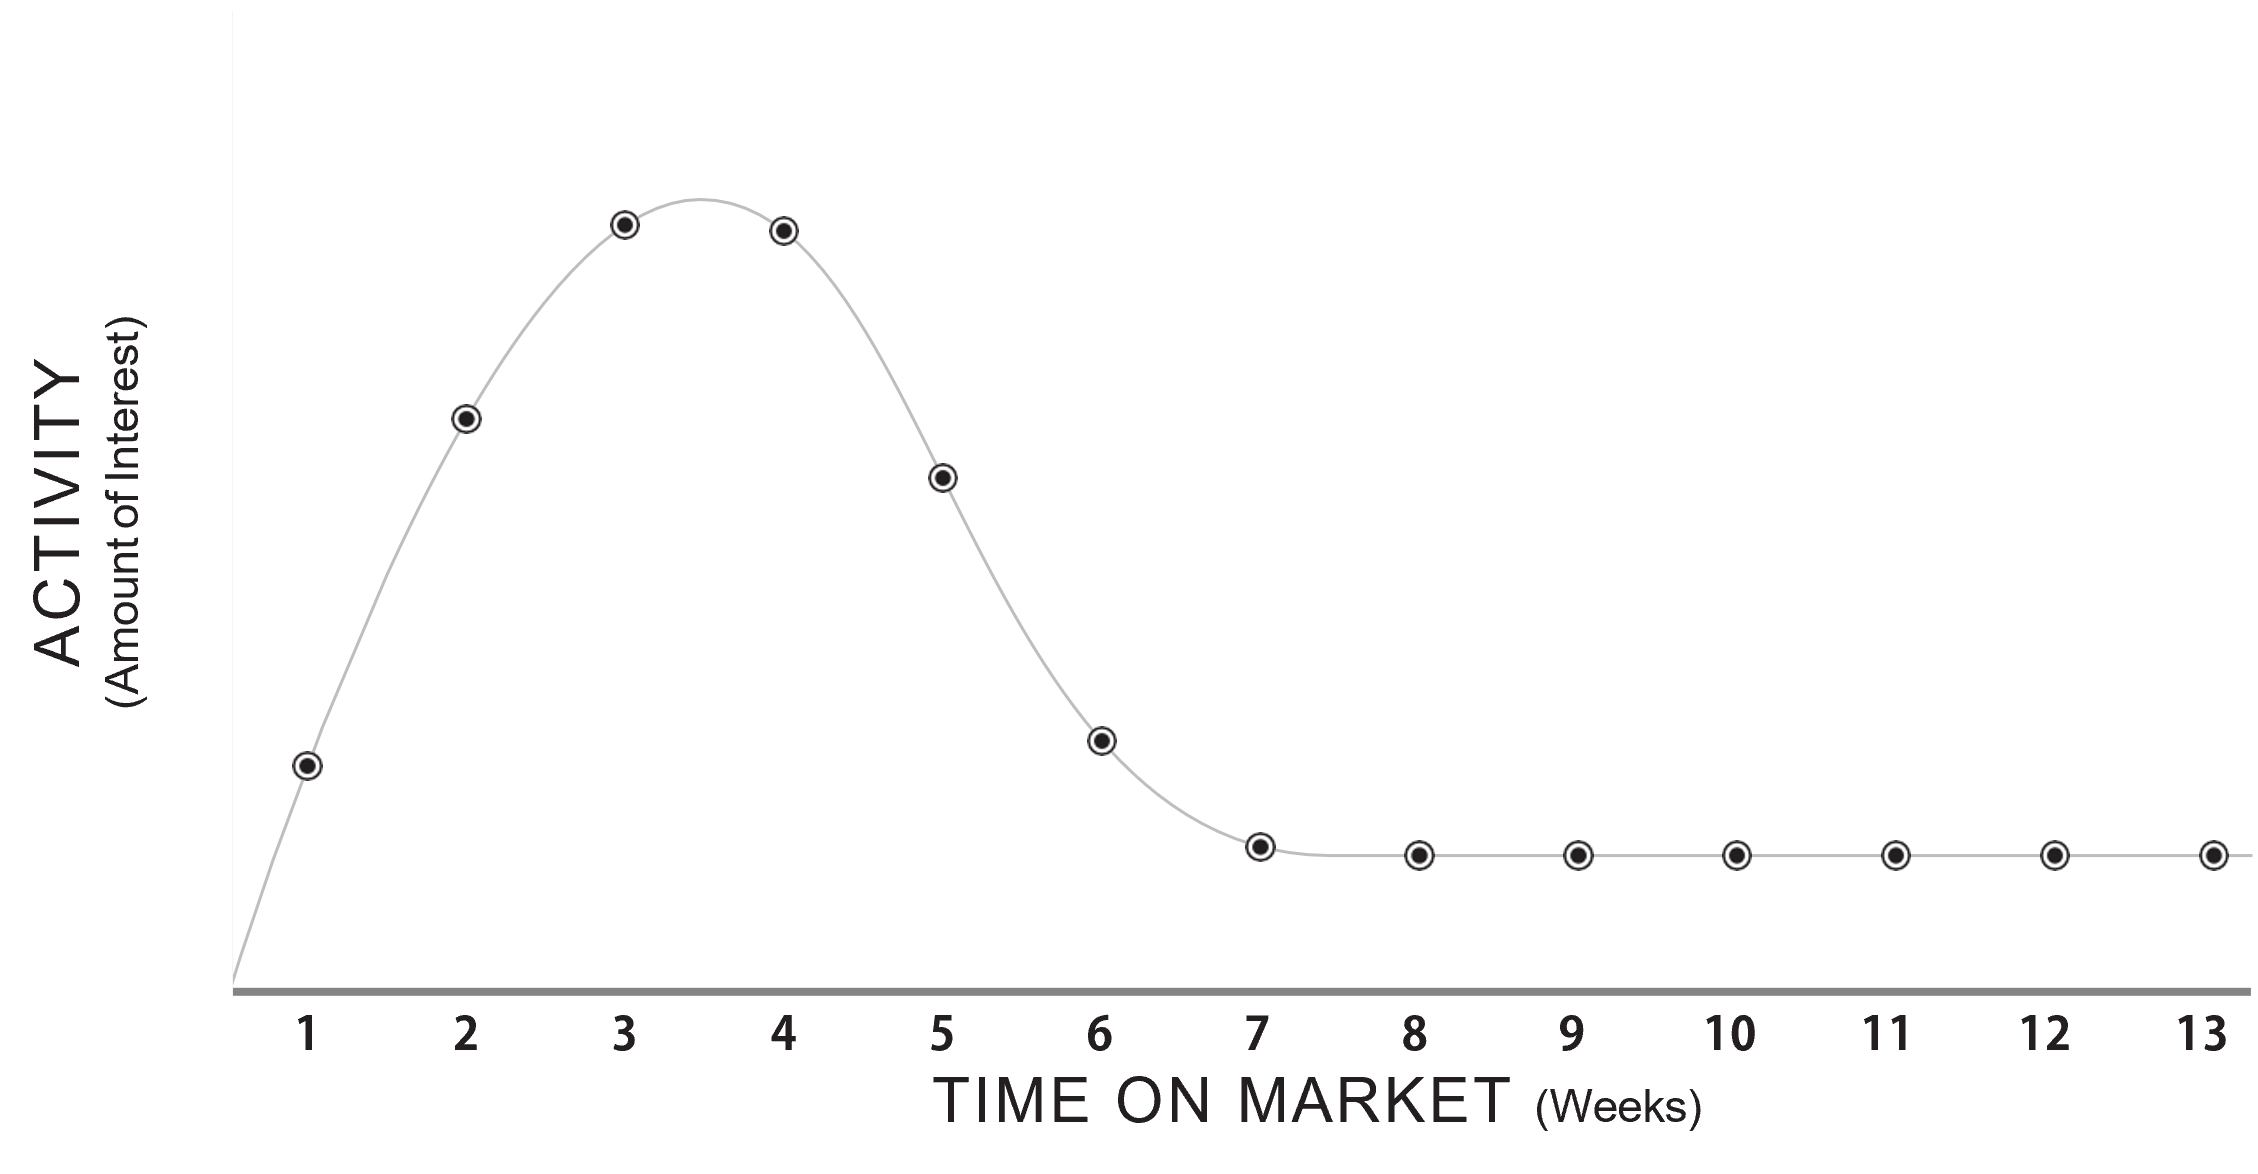 ACTIVITY
(Amount of Interest)
1 2 3 4 5 6 7 8 9 10 11 12 13
TIME ON MARKET (Weeks)